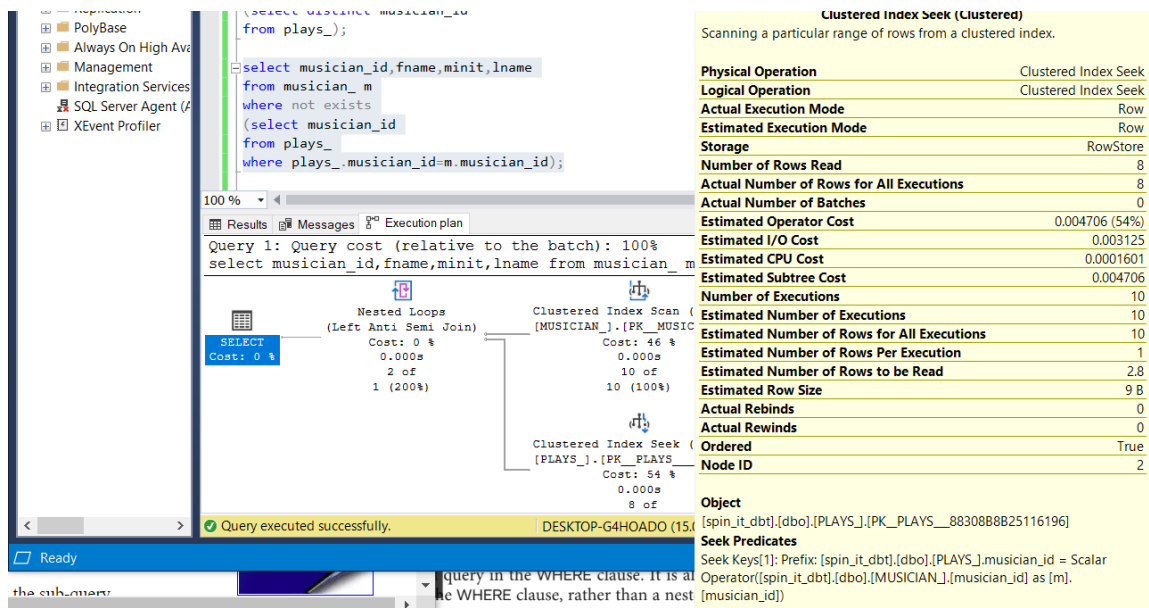 PolyBase
Always On High Ava
Management
Integration Services
SQL Server Agent (A
XEvent Profiler
(select distinct musician_id
from plays_);
select musician_id,fname,minit,lname
from musician_ m
where not exists
(select musician_id
from plays_
where plays_.musician_id=m.musician_id);
100 %
Results Messages Execution plan
Query 1: Query cost (relative to the batch): 100%
select musician_id,fname,minit,lname from musician_ m
SELECT
Cost: 0 %
Nested Loops
(Left Anti Semi Join)
Cost: 0 %
0.000s
2 of
1 (200%)
Clustered Index Scan (
[MUSICIAN_].[PK__MUSIC
Cost: 46 %
0.000s
10 of
10 (100%)
Clustered Index Seek (
[PLAYS_].[PK__PLAYS___
Cost: 54 %
0.000s
8 of
Query executed successfully.
DESKTOP-G4HOADO (15.0
Ready
the sub-query
query in the WHERE clause. It is al
he WHERE clause, rather than a nest
Clustered Index Seek (Clustered)
Scanning a particular range of rows from a clustered index.
Physical Operation Clustered Index Seek
Logical Operation Clustered Index Seek
Actual Execution Mode Row
Estimated Execution Mode Row
Storage RowStore
Number of Rows Read 8
Actual Number of Rows for All Executions 8
Actual Number of Batches 0
Estimated Operator Cost 0.004706 (54%)
Estimated I/O Cost 0.003125
Estimated CPU Cost 0.0001601
Estimated Subtree Cost 0.004706
Number of Executions 10
Estimated Number of Executions 10
Estimated Number of Rows for All Executions 10
Estimated Number of Rows Per Execution 1
Estimated Number of Rows to be Read 2.8
Estimated Row Size 9 B
Actual Rebinds 0
Actual Rewinds 0
Ordered True
Node ID 2
Object
[spin_it_dbt].[dbo].[PLAYS_].[PK__PLAYS___88308B8B25116196]
Seek Predicates
Seek Keys[1]: Prefix: [spin_it_dbt].[dbo].[PLAYS_].musician_id = Scalar
Operator([spin_it_dbt].[dbo].[MUSICIAN_].[musician_id] as [m].
[musician_id])